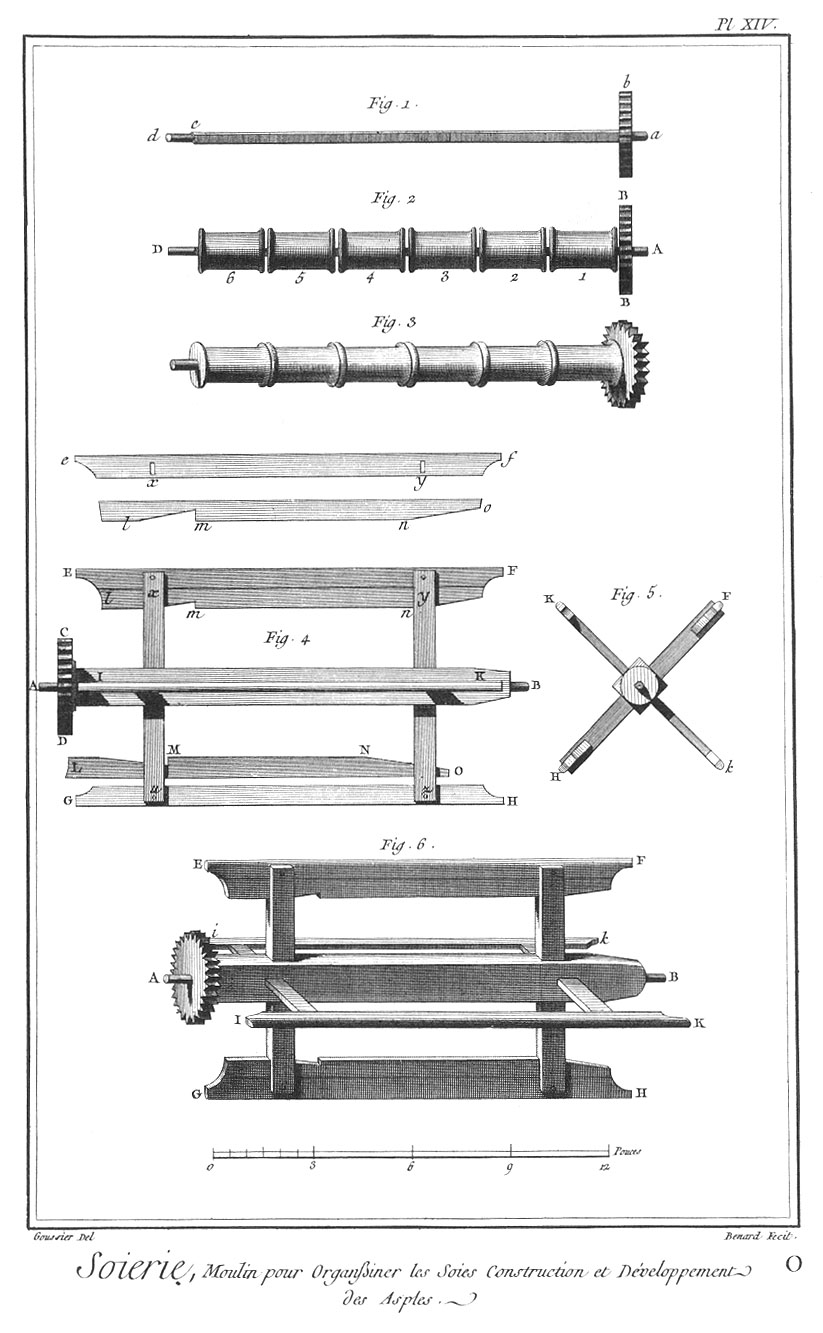 Pl XIV.
b
Fig. 1.
d c a
Fig. 2
B
D A
6 5 4 3 2 1
B
Fig. 3
e f
x y
l m n o
E F
x y
l m n
Fig. 5.
K F
C
Fig. 4
I K
A B
D
M N
L O
u z
G H
H k
Fig. 6.
E F
i k
A B
I K
G H
0 3 6 9 12 Pouces
Goussier Del Benard Fecit.
Soierie, Moulin pour Organssiner les Soies Construction et Développement O
des Asples.